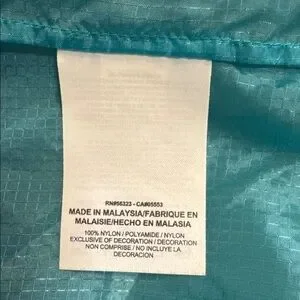 RN#56323 - CA#05553
MADE IN MALAYSIA/FABRIQUE EN
MALAISIE/HECHO EN MALASIA
100% NYLON / POLYAMIDE / NYLON
EXCLUSIVE OF DECORATION / DECORATION
NON COMPRISE / NO INCLUYE LA
DECORACION